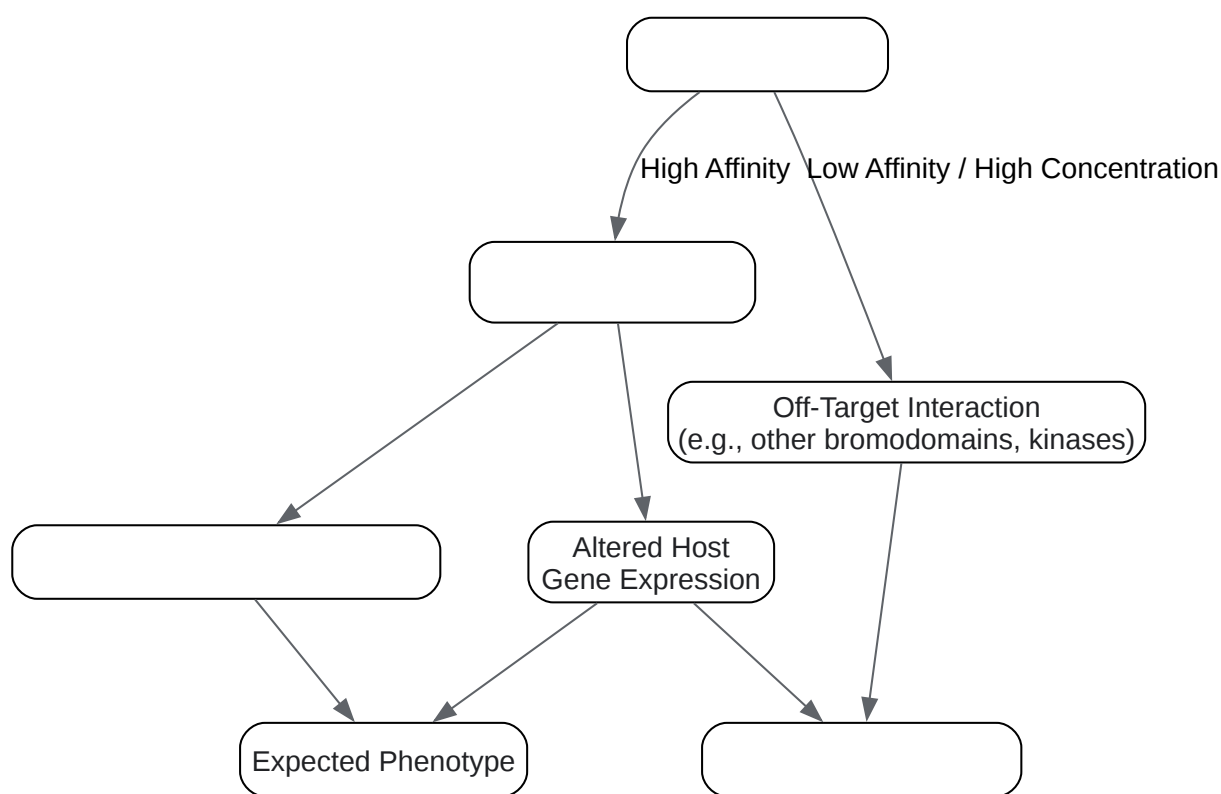 High Affinity
Low Affinity / High Concentration
Off-Target Interaction
(e.g., other bromodomains, kinases)
Altered Host
Gene Expression
Expected Phenotype